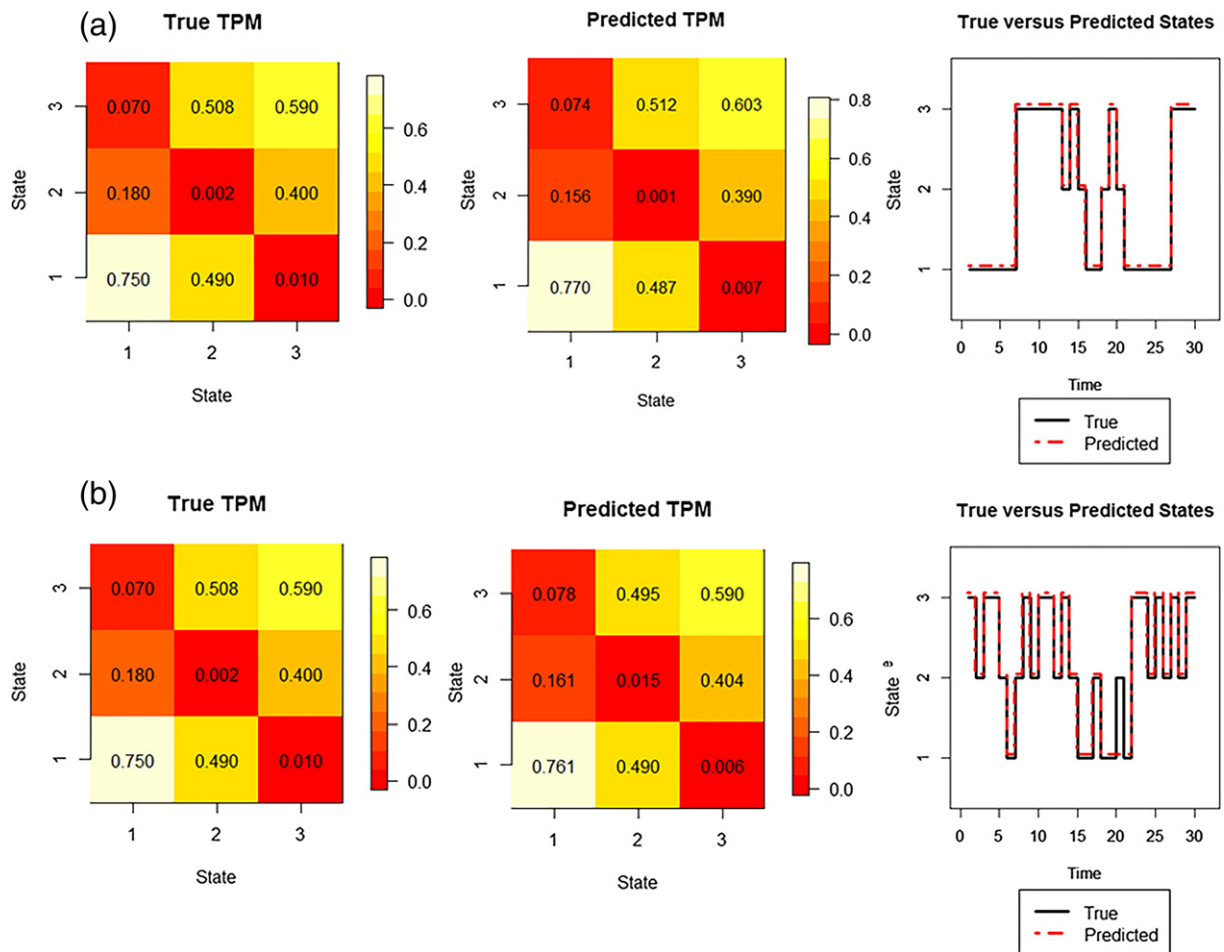 (a)
True TPM
Predicted TPM
True versus Predicted States
3
2
1
State
0.070 0.508 0.590
0.180 0.002 0.400
0.750 0.490 0.010
1 2 3
State
0.6
0.4
0.2
0.0
3
2
1
State
0.074 0.512 0.603
0.156 0.001 0.390
0.770 0.487 0.007
1 2 3
State
0.8
0.6
0.4
0.2
0.0
3
2
1
State
0 5 10 15 20 25 30
Time
True
Predicted
(b)
True TPM
Predicted TPM
True versus Predicted States
3
2
1
State
0.070 0.508 0.590
0.180 0.002 0.400
0.750 0.490 0.010
1 2 3
State
0.6
0.4
0.2
0.0
3
2
1
State
0.078 0.495 0.590
0.161 0.015 0.404
0.761 0.490 0.006
1 2 3
State
0.6
0.4
0.2
0.0
3
2
1
State e
0 5 10 15 20 25 30
Time
True
Predicted